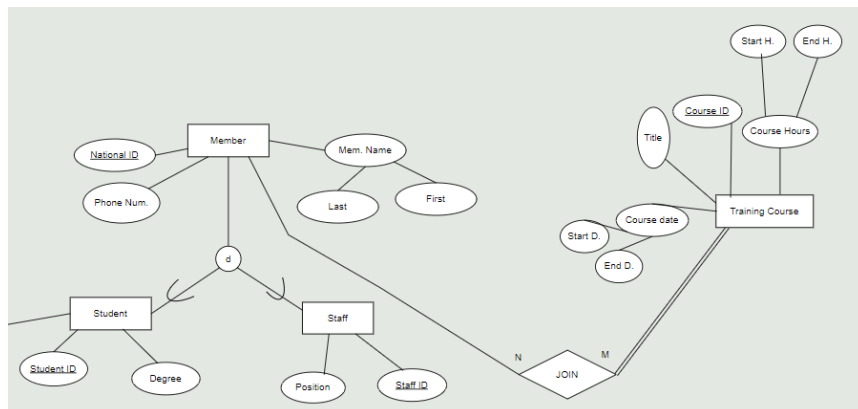 Start H.
End H.
Course ID
Title
Course Hours
Member
Mem. Name
National ID
Phone Num.
Last
First
Training Course
Course date
Start D.
End D.
d
Student
Staff
N
M
JOIN
Student ID
Degree
Position
Staff ID